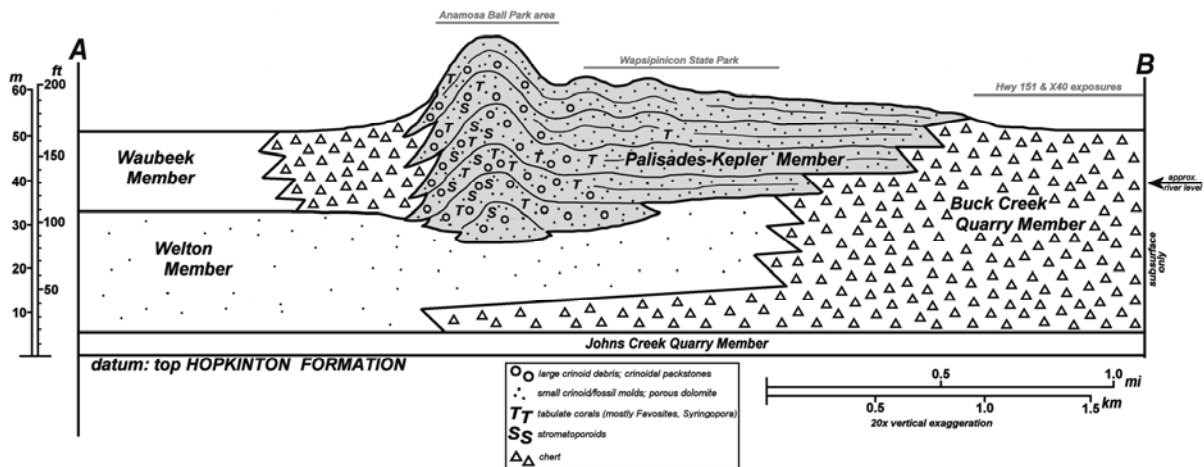 Anamosa Ball Park area
A
Wapsipinicon State Park
B
m
ft
Hwy 151 & X40 exposures
60
200
50
150
Waubeek
Member
Palisades-Kepler Member
40
approx.
river level
Buck Creek
Quarry Member
30
100
Welton
Member
20
50
10
subsurface
only
Johns Creek Quarry Member
datum: top HOPKINTON FORMATION
large crinoid debris; crinoidal packstones
small crinoid/fossil molds; porous dolomite
T T tabulate corals (mostly Favosites, Syringopora)
S S stromatoporoids
chert
0.5
1.0
mi
0.5
1.0
1.5
km
20x vertical exaggeration
T
T
S
T
S
S
T
S
S
T
T
T
T
S
T
S
T
T
S
S
T
T
S
T
S
T